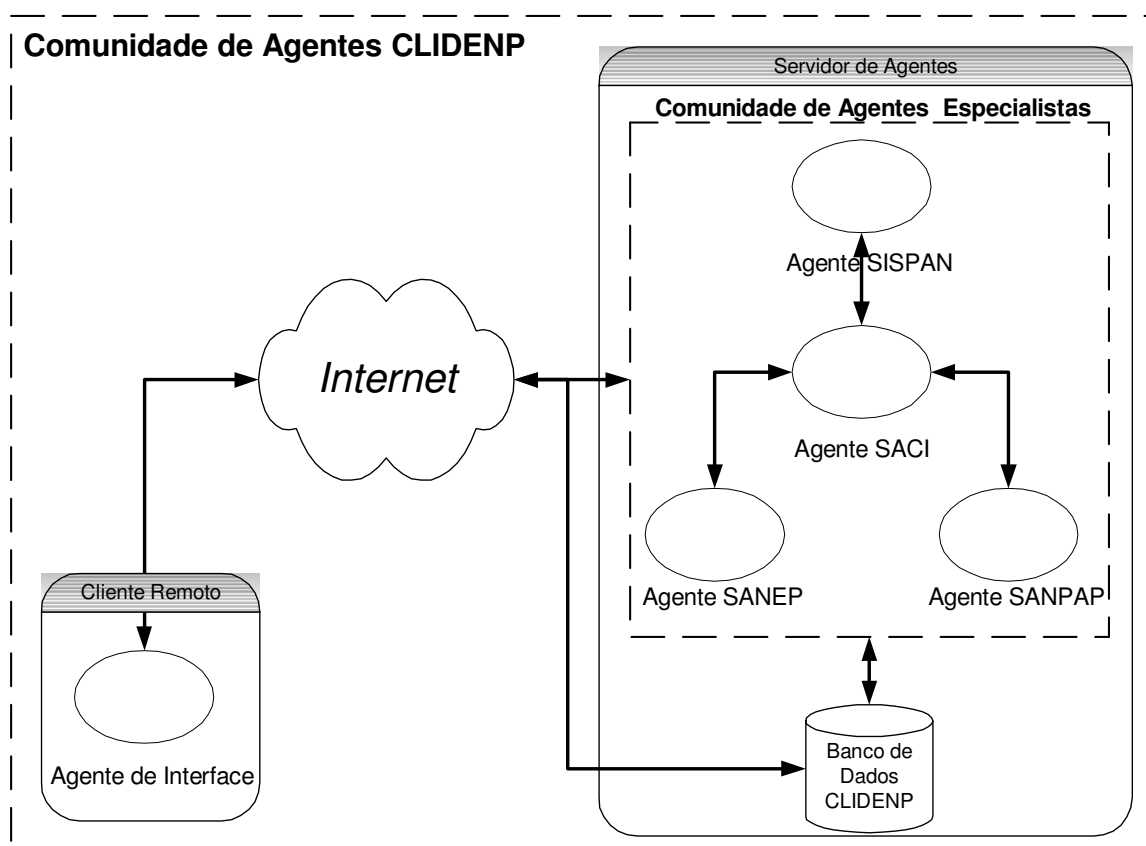 Comunidade de Agentes CLIDENP
Servidor de Agentes
Comunidade de Agentes Especialistas
Agente SISPAN
Internet
Agente SACI
Agente SANEP
Agente SANPAP
Cliente Remoto
Agente de Interface
Banco de
Dados
CLIDENP